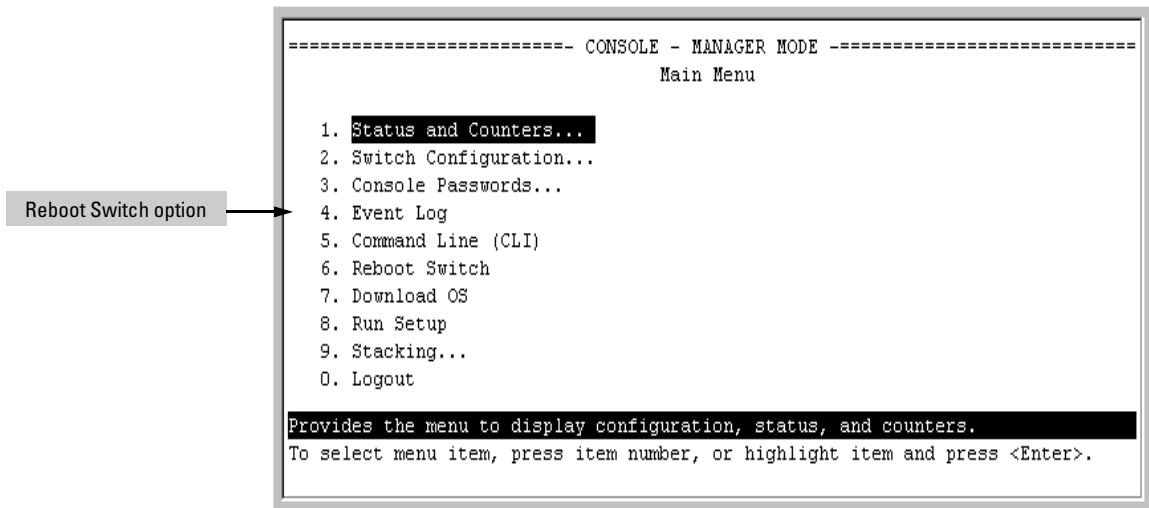 ==========================- CONSOLE - MANAGER MODE -============================
Main Menu
1. Status and Counters...
2. Switch Configuration...
3. Console Passwords...
Reboot Switch option
4. Event Log
5. Command Line (CLI)
6. Reboot Switch
7. Download OS
8. Run Setup
9. Stacking...
0. Logout
Provides the menu to display configuration, status, and counters.
To select menu item, press item number, or highlight item and press <Enter>.